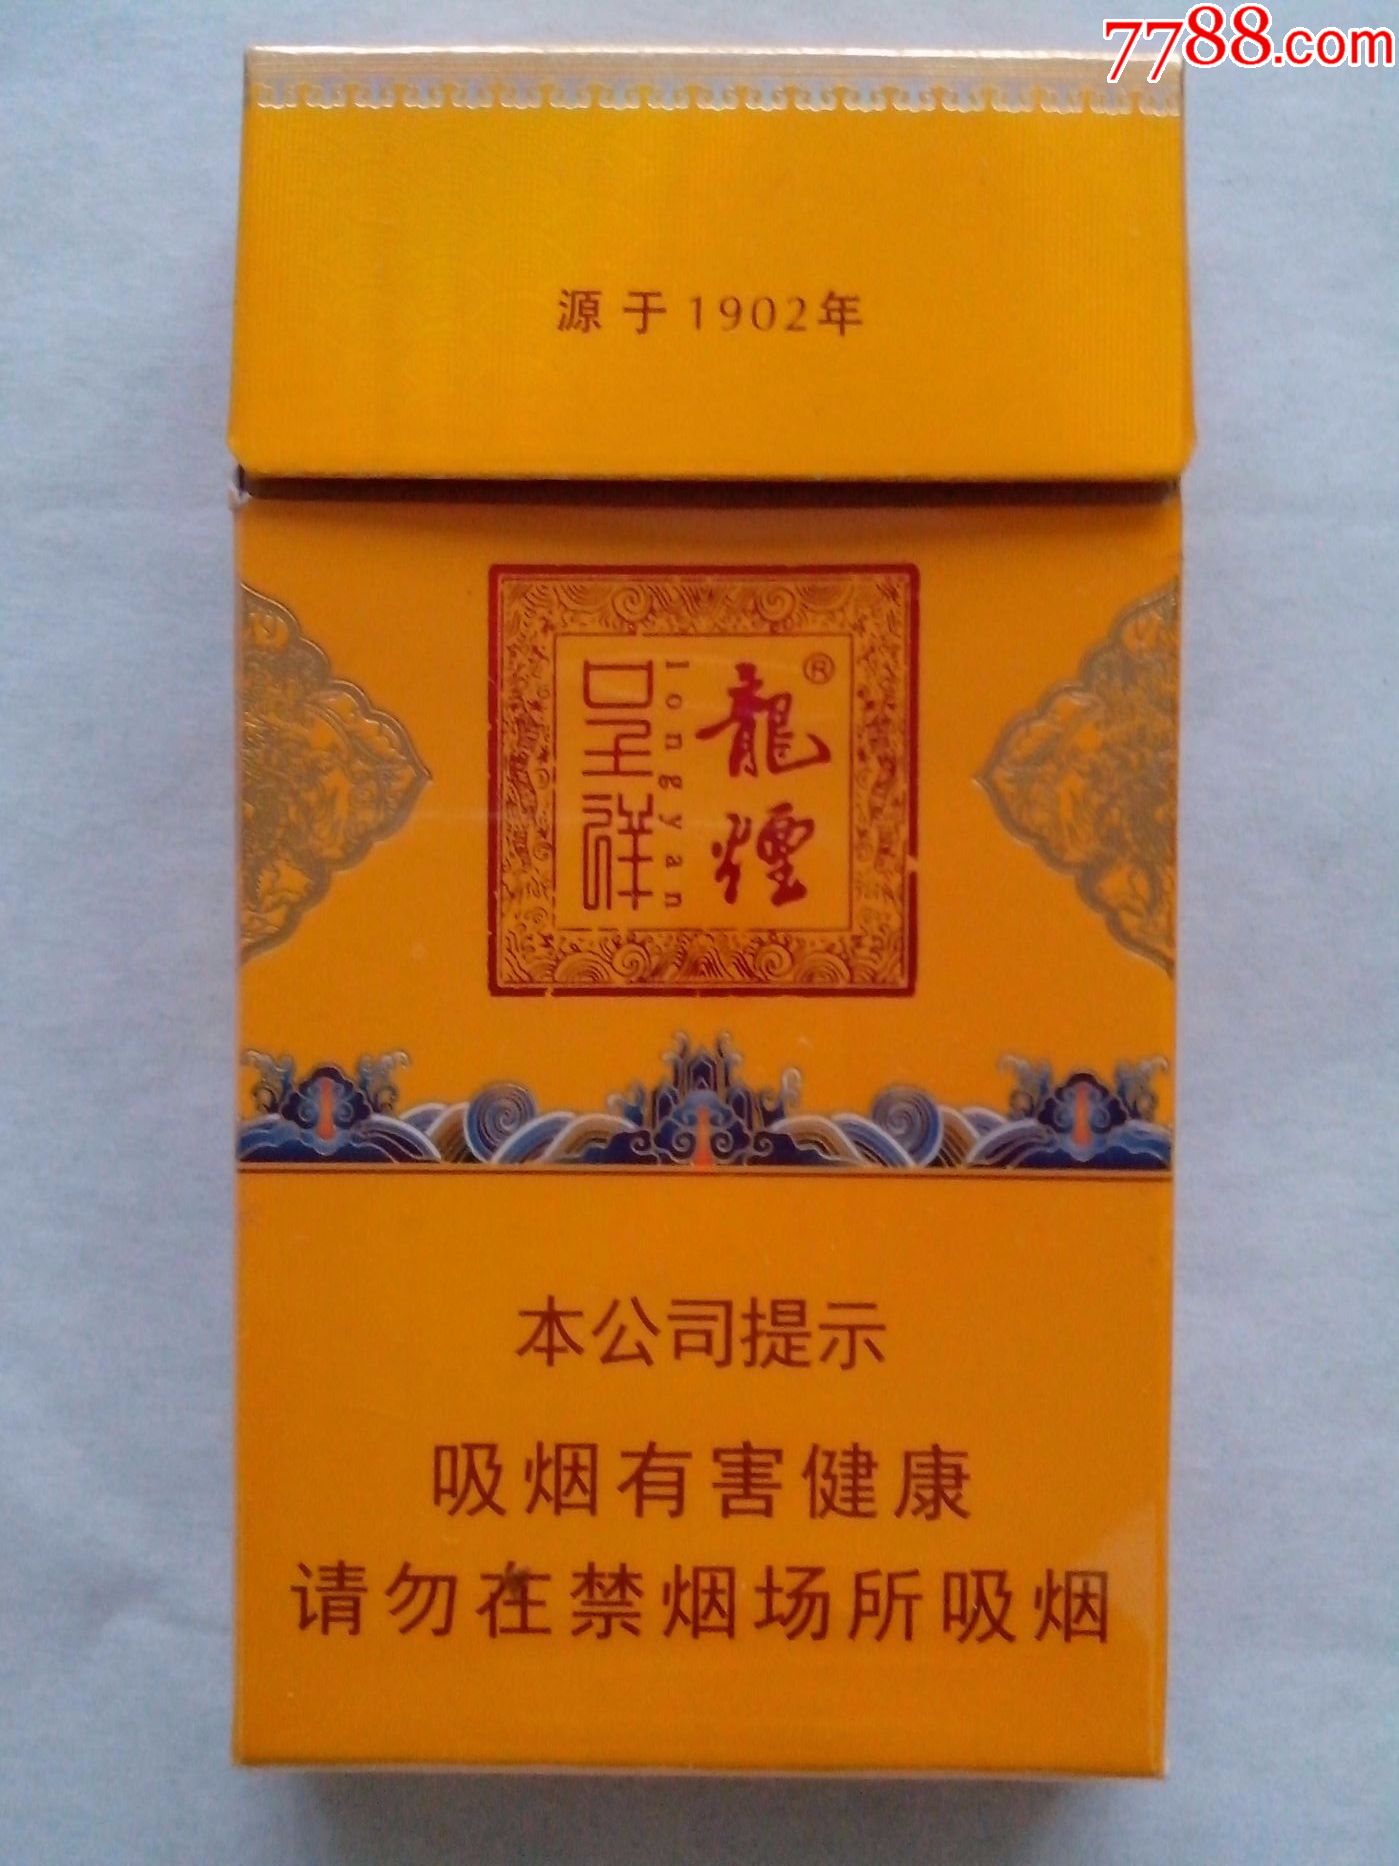 7788.com
源于1902年
龍煙®
longyan
呈祥
本公司提示
吸烟有害健康
请勿在禁烟场所吸烟